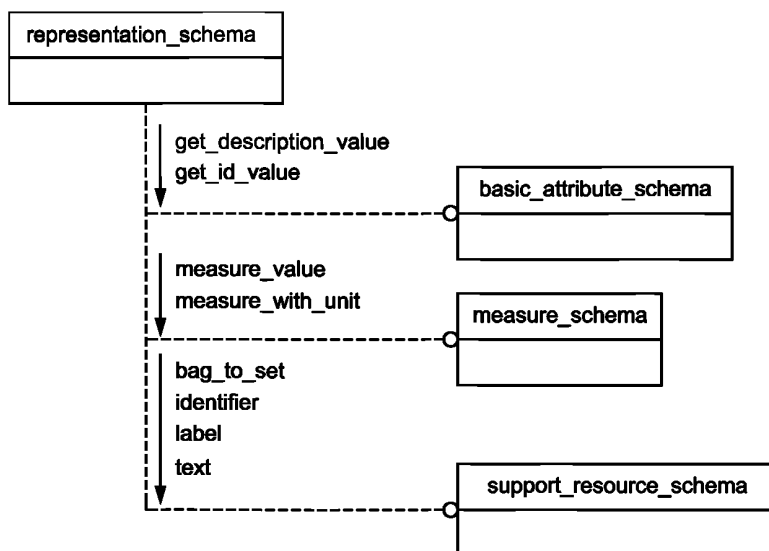 representation_schema
get_description_value
get_id_value
basic_attribute_schema
measure_value
measure_with_unit
measure_schema
bag_to_set
identifier
label
text
support_resource_schema